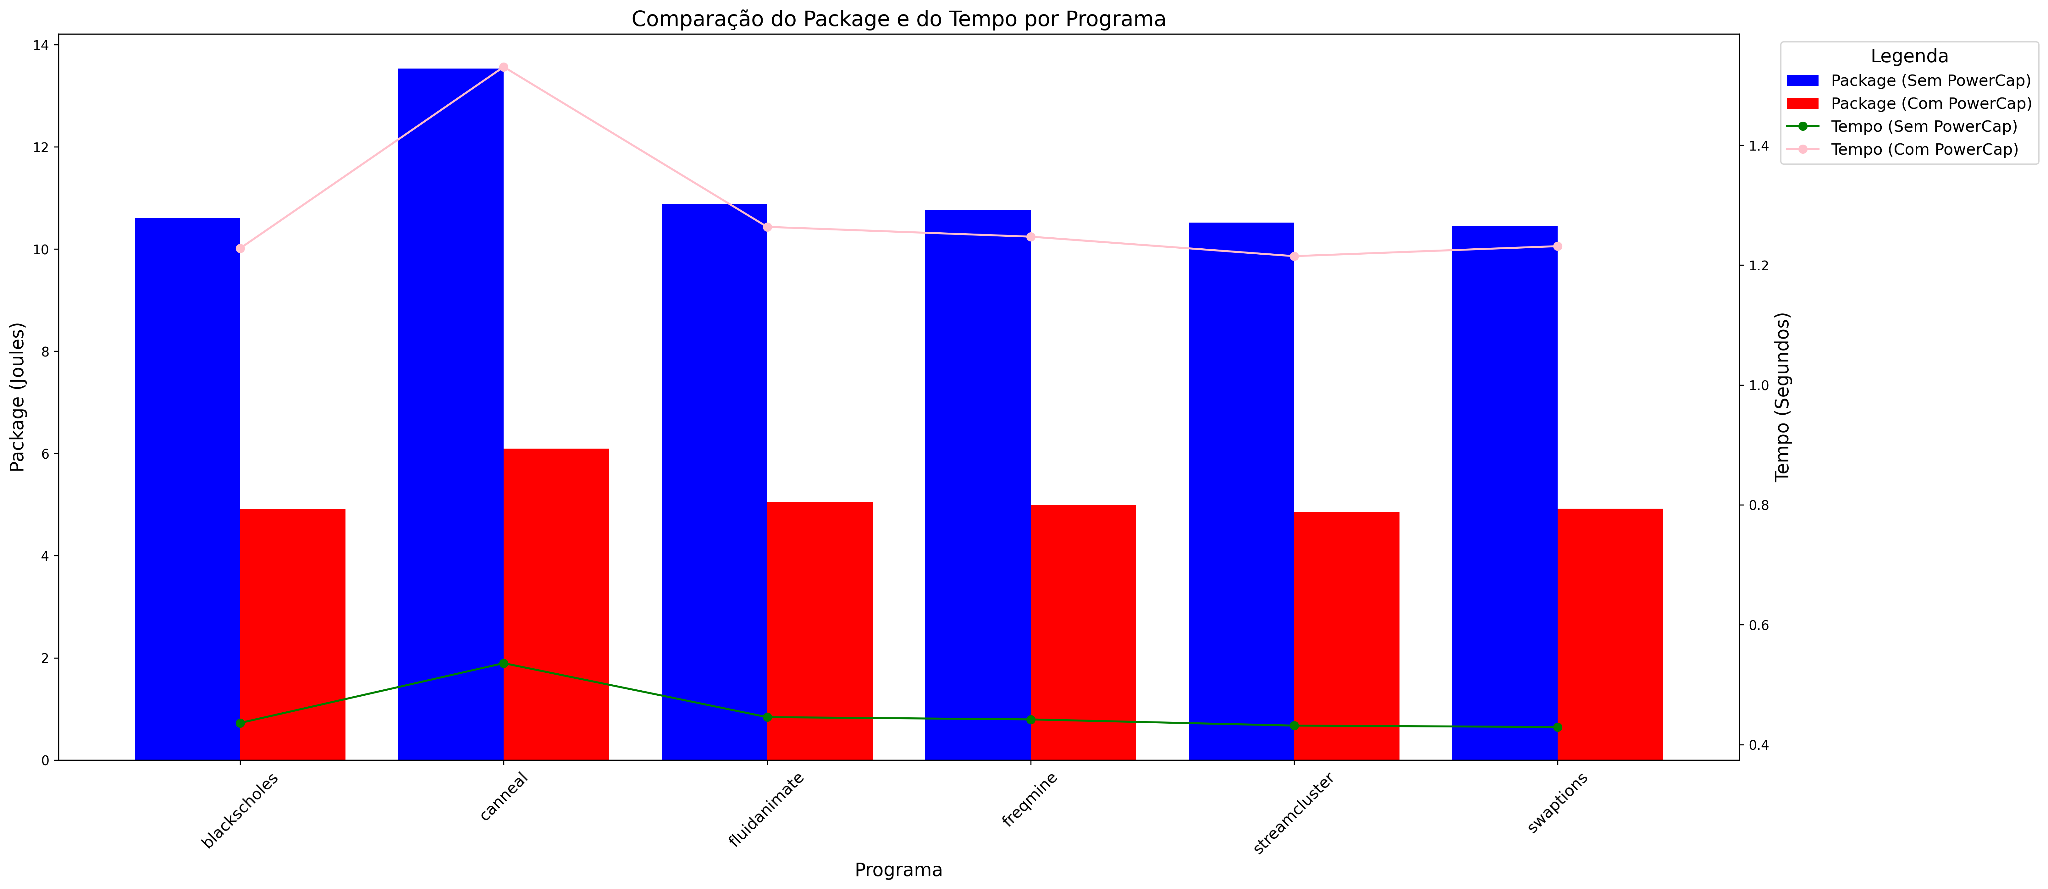 Comparação do Package e do Tempo por Programa
Legenda
Package (Sem PowerCap)
Package (Com PowerCap)
Tempo (Sem PowerCap)
Tempo (Com PowerCap)
Package (Joules)
14
12
10
8
6
4
2
0
1.4
1.2
1.0
0.8
0.6
0.4
Tempo (Segundos)
blackscholes
canneal
fluidanimate
freqmine
streamcluster
swaptions
Programa